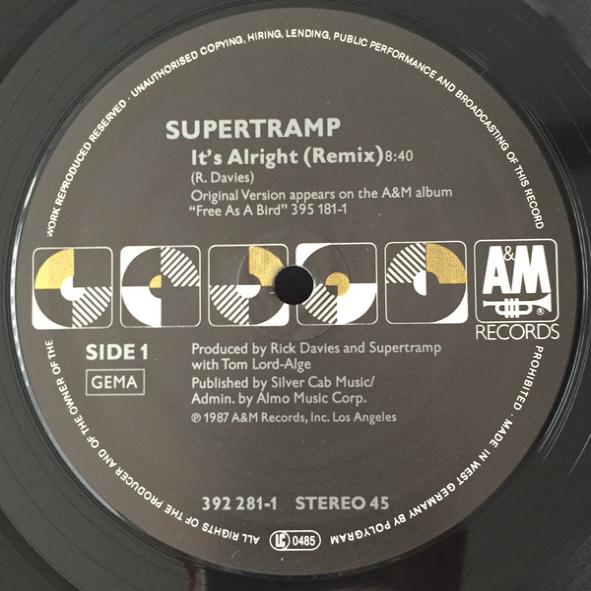 WORK REPRODUCED RESERVED · UNAUTHORISED COPYING, HIRING, LENDING, PUBLIC PERFORMANCE AND BROADCASTING OF THIS RECORD
SUPERTRAMP
It's Alright (Remix) 8:40
(R. Davies)
Original Version appears on the A&M album
"Free As A Bird" 395 181-1
A&M
®
RECORDS
SIDE 1
GEMA
Produced by Rick Davies and Supertramp
with Tom Lord-Alge
Published by Silver Cab Music/
Admin. by Almo Music Corp.
℗ 1987 A&M Records, Inc. Los Angeles
392 281-1 STEREO 45
LC 0485
PROHIBITED · MADE IN WEST GERMANY BY POLYGRAM
ALL RIGHTS OF THE PRODUCER AND OF THE OWNER OF THE